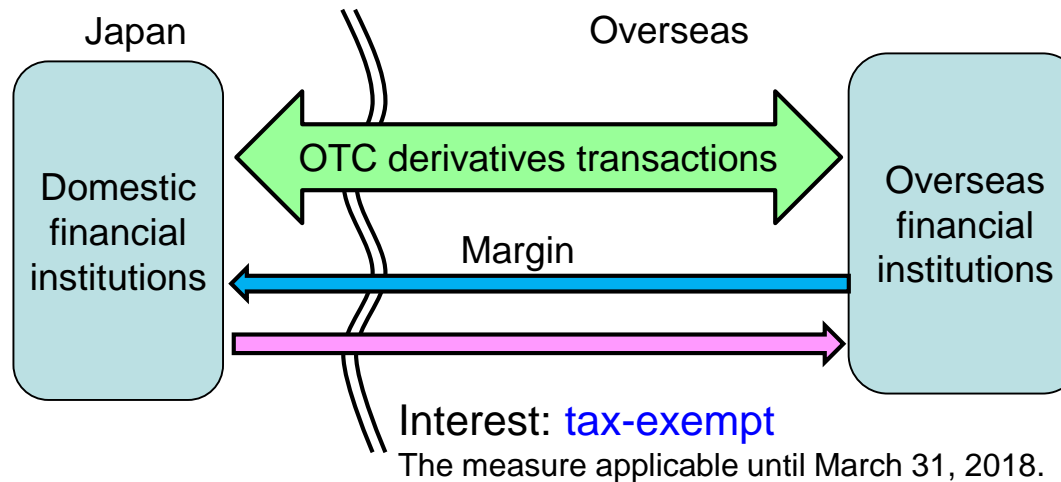 Japan
Overseas
OTC derivatives transactions
Domestic
financial
institutions
Overseas
financial
institutions
Margin
Interest: tax-exempt
The measure applicable until March 31, 2018.